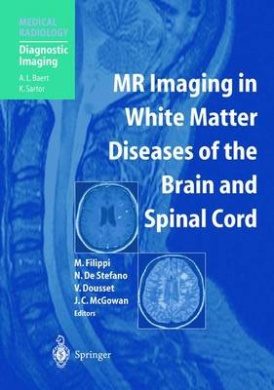 MEDICAL
RADIOLOGY
Diagnostic
Imaging
A. L. Baert
K. Sartor
MR Imaging in
White Matter
Diseases of the
Brain and
Spinal Cord
M. Filippi
N. De Stefano
V. Dousset
J. C. McGowan
Editors
Springer